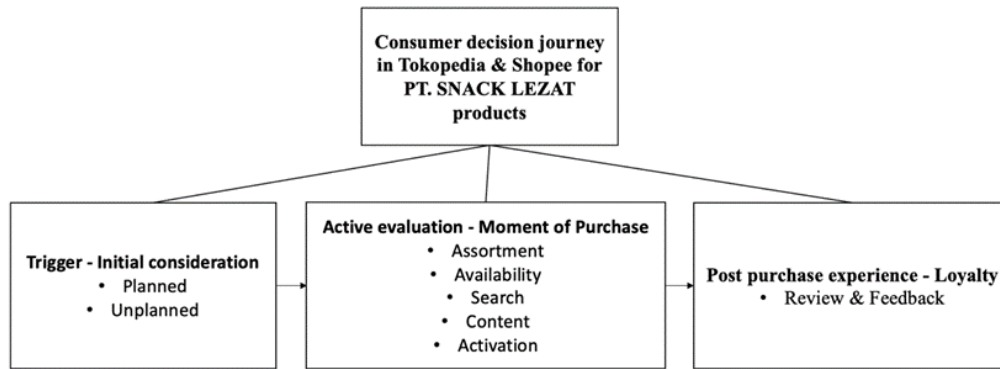 Consumer decision journey
in Tokopedia & Shopee for
PT. SNACK LEZAT
products
Trigger - Initial consideration
• Planned
• Unplanned
Active evaluation - Moment of Purchase
• Assortment
• Availability
• Search
• Content
• Activation
Post purchase experience - Loyalty
• Review & Feedback